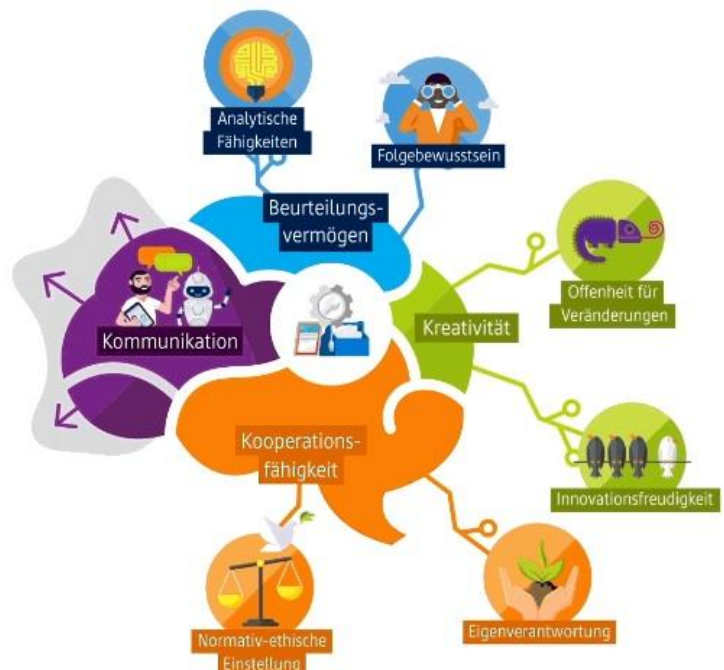 Analytische
Fähigkeiten
Folgebewusstsein
Beurteilungs-
vermögen
Offenheit für
Veränderungen
Kommunikation
Kreativität
Kooperations-
fähigkeit
Innovationsfreudigkeit
Normativ-ethische
Einstellung
Eigenverantwortung